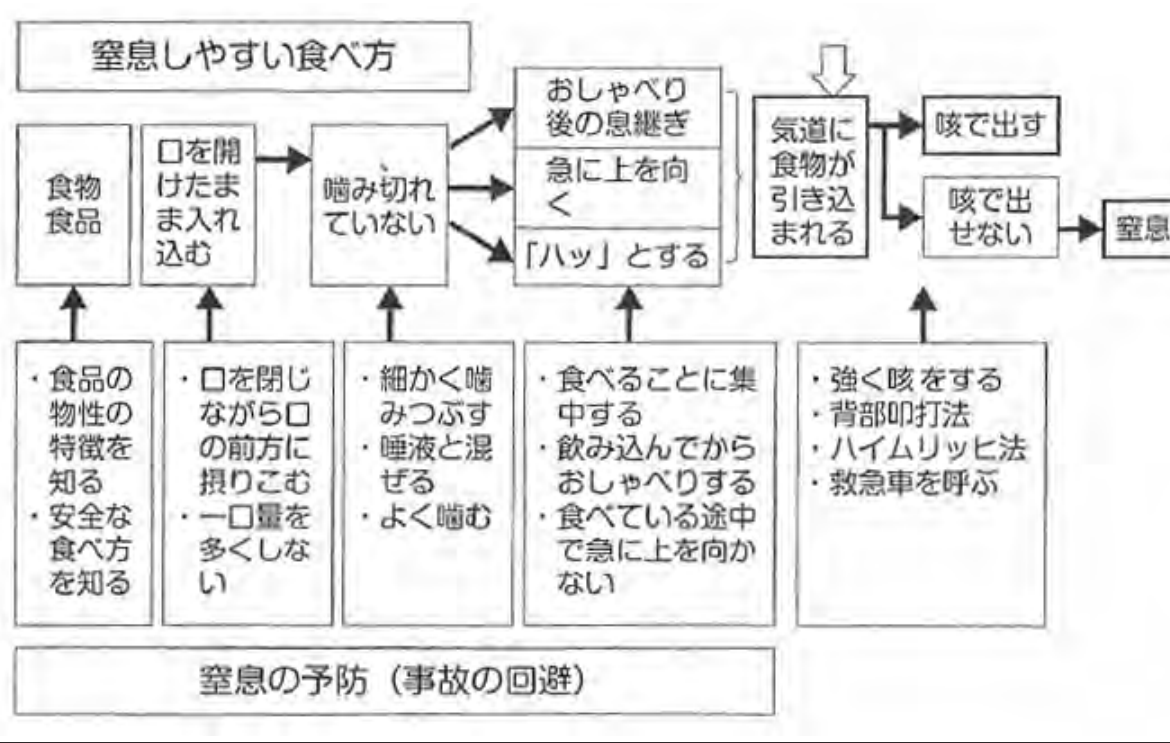 窒息しやすい食べ方
食物
食品
口を開
けたま
ま入れ
込む
噛み切れ
ていない
おしゃべり
後の息継ぎ
急に上を向
く
「ハッ」とする
気道に
食物が
引き込
まれる
咳で出す
咳で出
せない
窒息
・食品の
物性の
特徴を
知る
・安全な
食べ方
を知る
・口を閉じ
ながら口
の前方に
摂りこむ
・一口量を
多くしな
い
・細かく噛
みつぶす
・唾液と混
ぜる
・よく噛む
・食べることに集
中する
・飲み込んでから
おしゃべりする
・食べている途中
で急に上を向か
ない
・強く咳をする
・背部叩打法
・ハイムリッヒ法
・救急車を呼ぶ
窒息の予防（事故の回避）